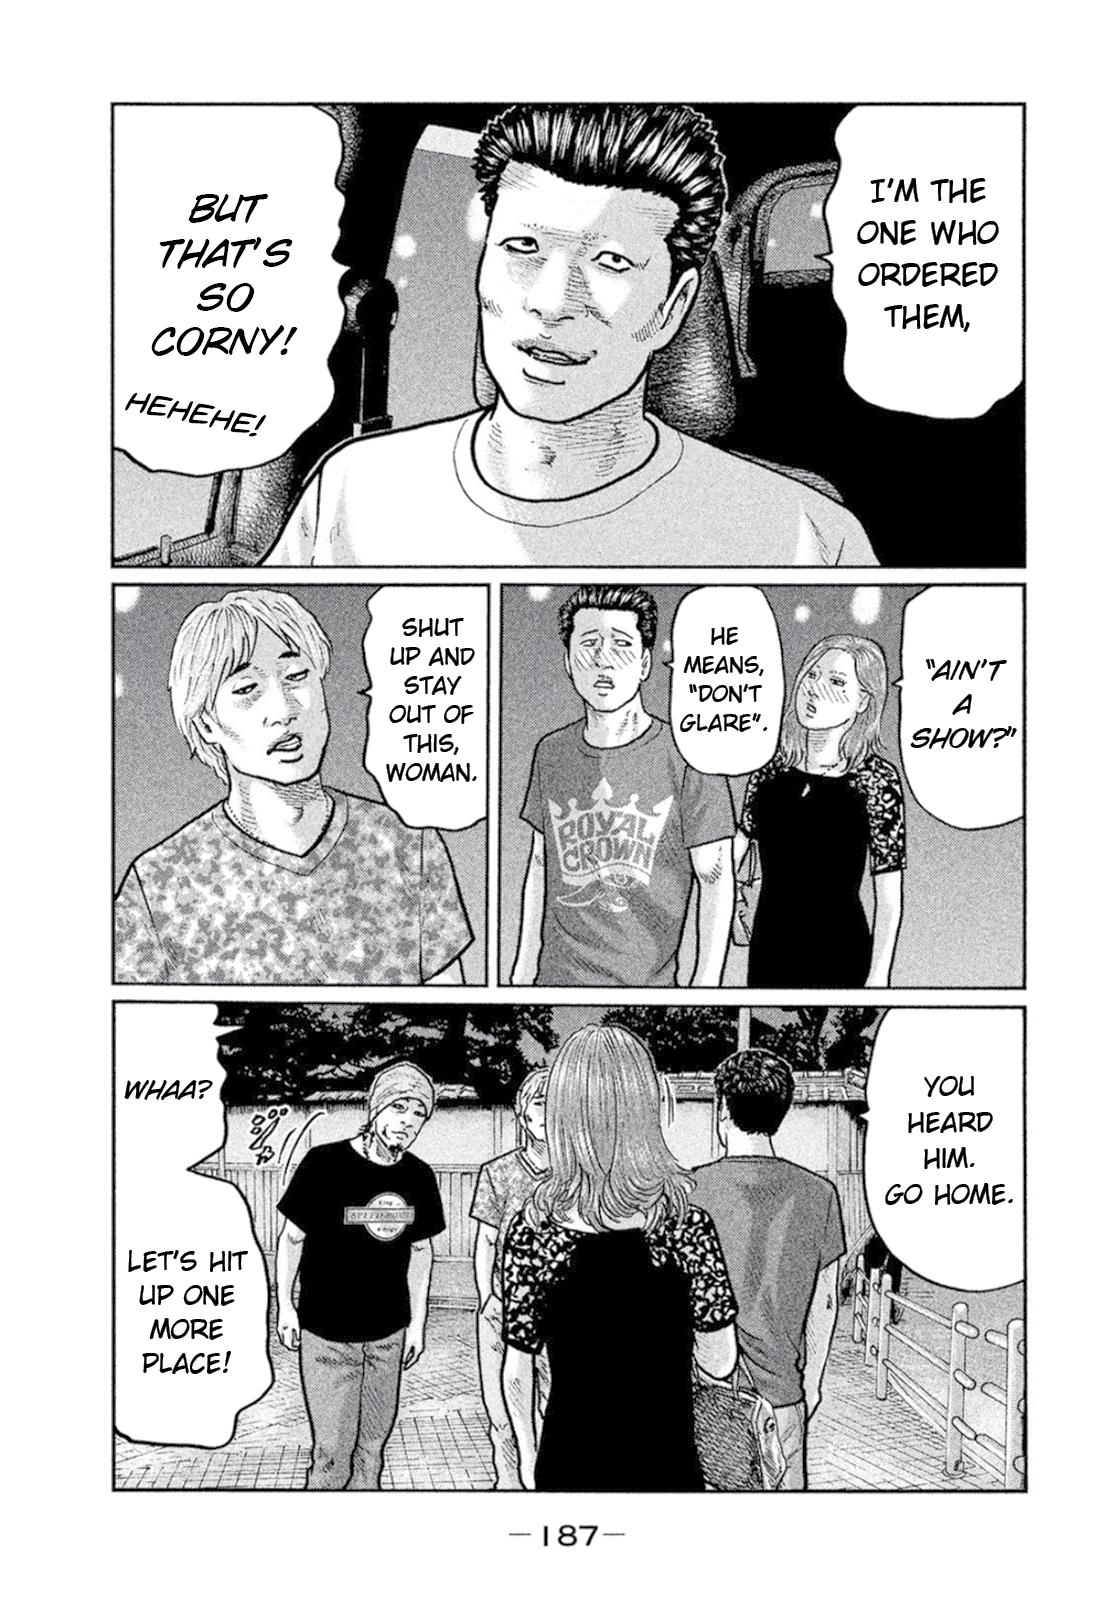 I'M THE
ONE WHO
ORDERED
THEM,
BUT
THAT'S
SO
CORNY!
HEHEHE!
"AIN'T
A
SHOW?"
HE
MEANS,
"DON'T
GLARE".
ROYAL
CROWN
SHUT
UP AND
STAY
OUT OF
THIS,
WOMAN.
YOU
HEARD
HIM.
GO HOME.
WHAA?
LET'S HIT
UP ONE
MORE
PLACE!
-187-